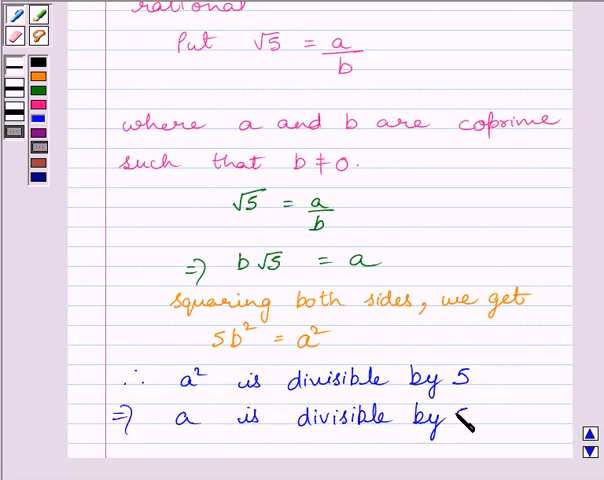 rational
Put √5 = a/b
where a and b are coprime
such that b ≠ 0.
√5 = a/b
⇒ b√5 = a
squaring both sides, we get
5b² = a²
∴ a² is divisible by 5
⇒ a is divisible by